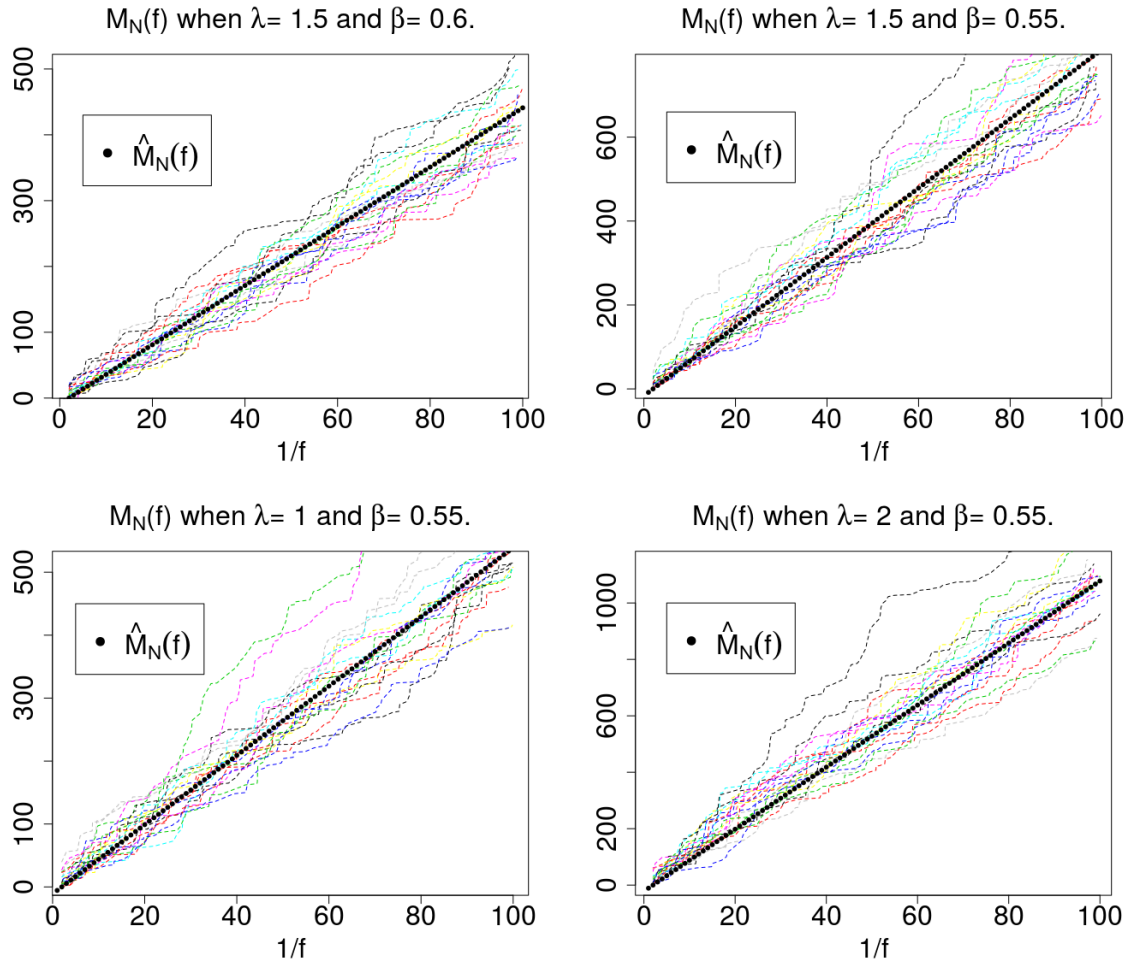 M_N(f) when λ= 1.5 and β= 0.6.
500
300
100
0
M̂_N(f)
0 20 40 60 80 100
1/f
M_N(f) when λ= 1.5 and β= 0.55.
600
400
200
0
M̂_N(f)
0 20 40 60 80 100
1/f
M_N(f) when λ= 1 and β= 0.55.
500
300
100
0
M̂_N(f)
0 20 40 60 80 100
1/f
M_N(f) when λ= 2 and β= 0.55.
1000
600
200
0
M̂_N(f)
0 20 40 60 80 100
1/f